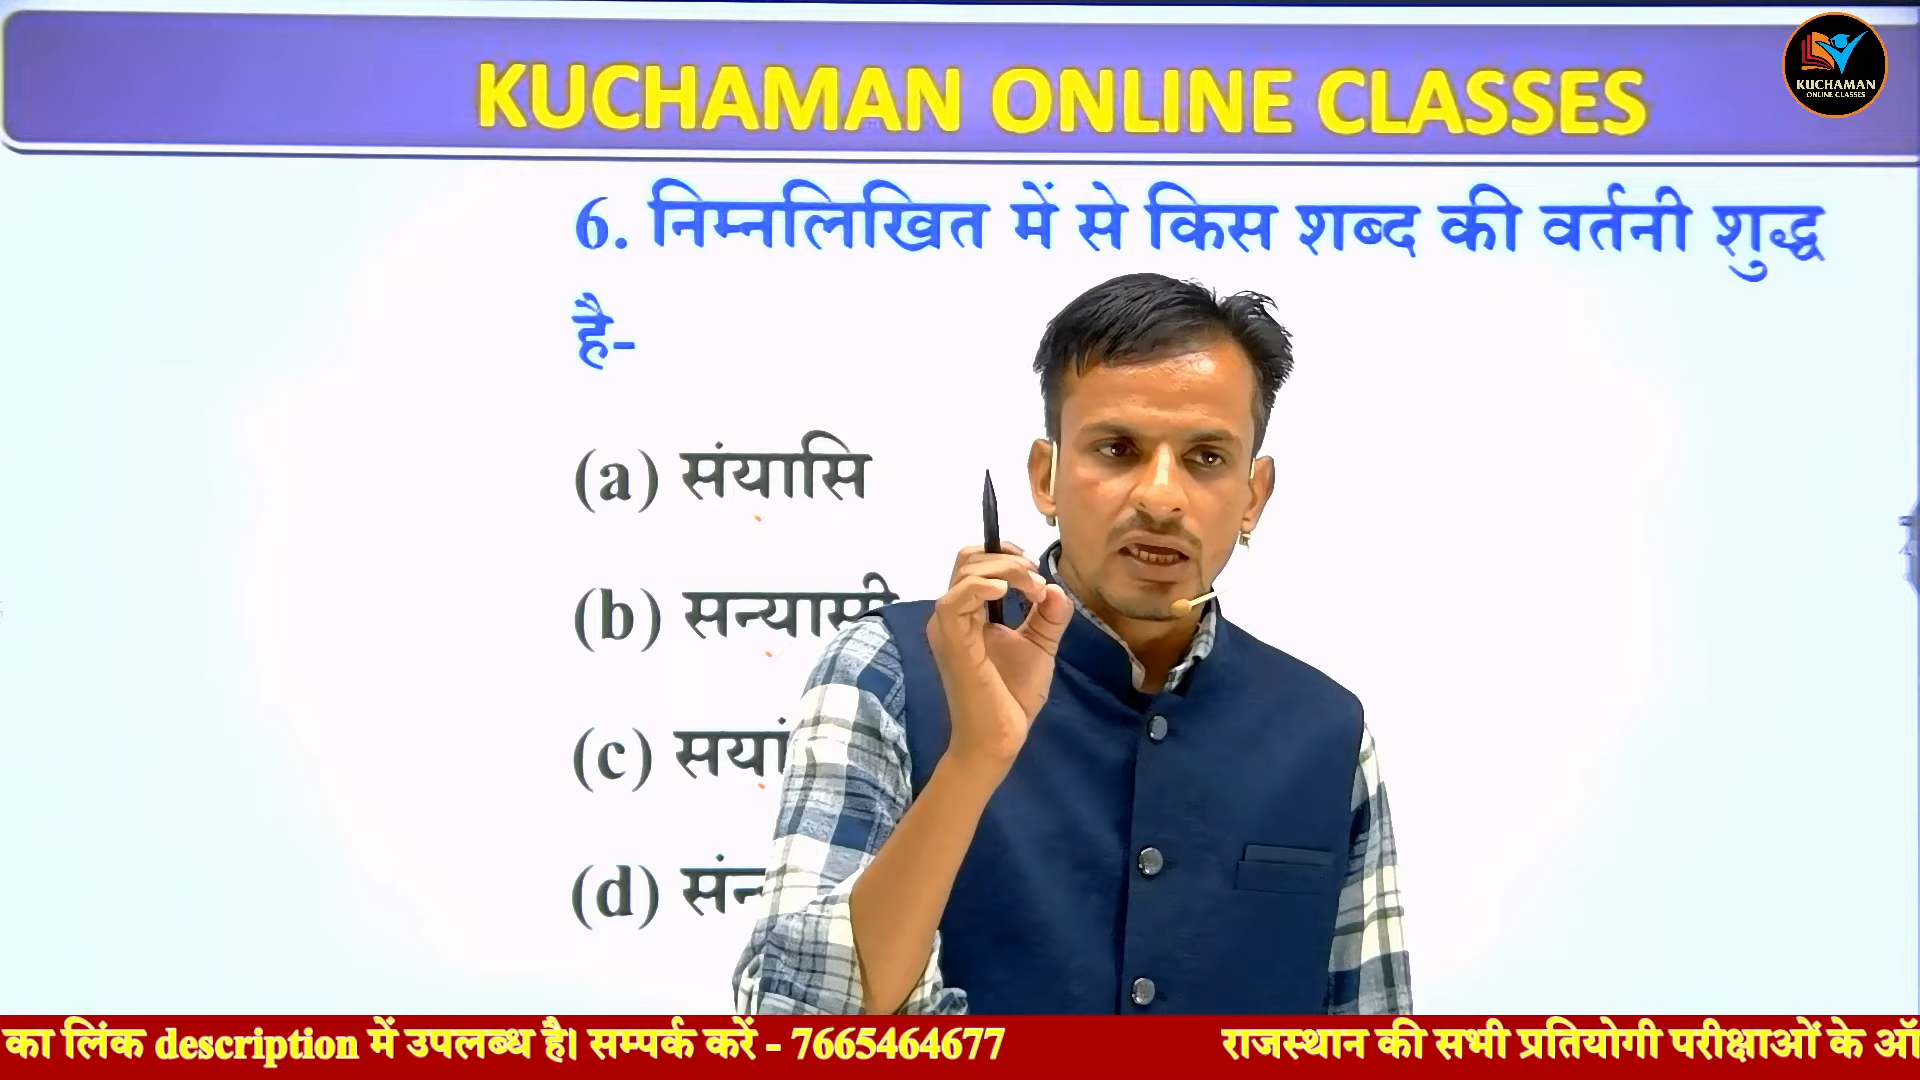 KUCHAMAN ONLINE CLASSES
KUCHAMAN
ONLINE CLASSES
6. निम्नलिखित में से किस शब्द की वर्तनी शुद्ध
है-
(a) संयासि
(b) सन्यासी
(c)
(d)
का लिंक description में उपलब्ध है। सम्पर्क करें - 7665464677
राजस्थान की सभी प्रतियोगी परीक्षाओं के